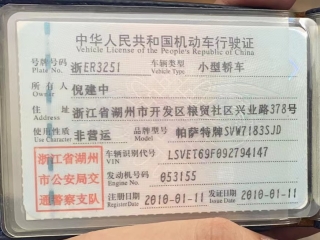 中华人民共和国机动车行驶证
Vehicle License of the People's Republic of China
号牌号码 浙ER3251 车辆类型 小型轿车
Plate No. Vehicle Type
所有人 倪建中
Owner
住址 浙江省湖州市开发区粮贸社区兴业路378号
Address
使用性质 非营运 品牌型号 帕萨特牌SVW7183SJD
Use Character Model
浙江省湖州
市公安局交
通警察支队
车辆识别代号 LSVET69F092794147
VIN
发动机号码 053155
Engine No.
注册日期 2010-01-11 发证日期 2010-01-11
Register Date Issue Date